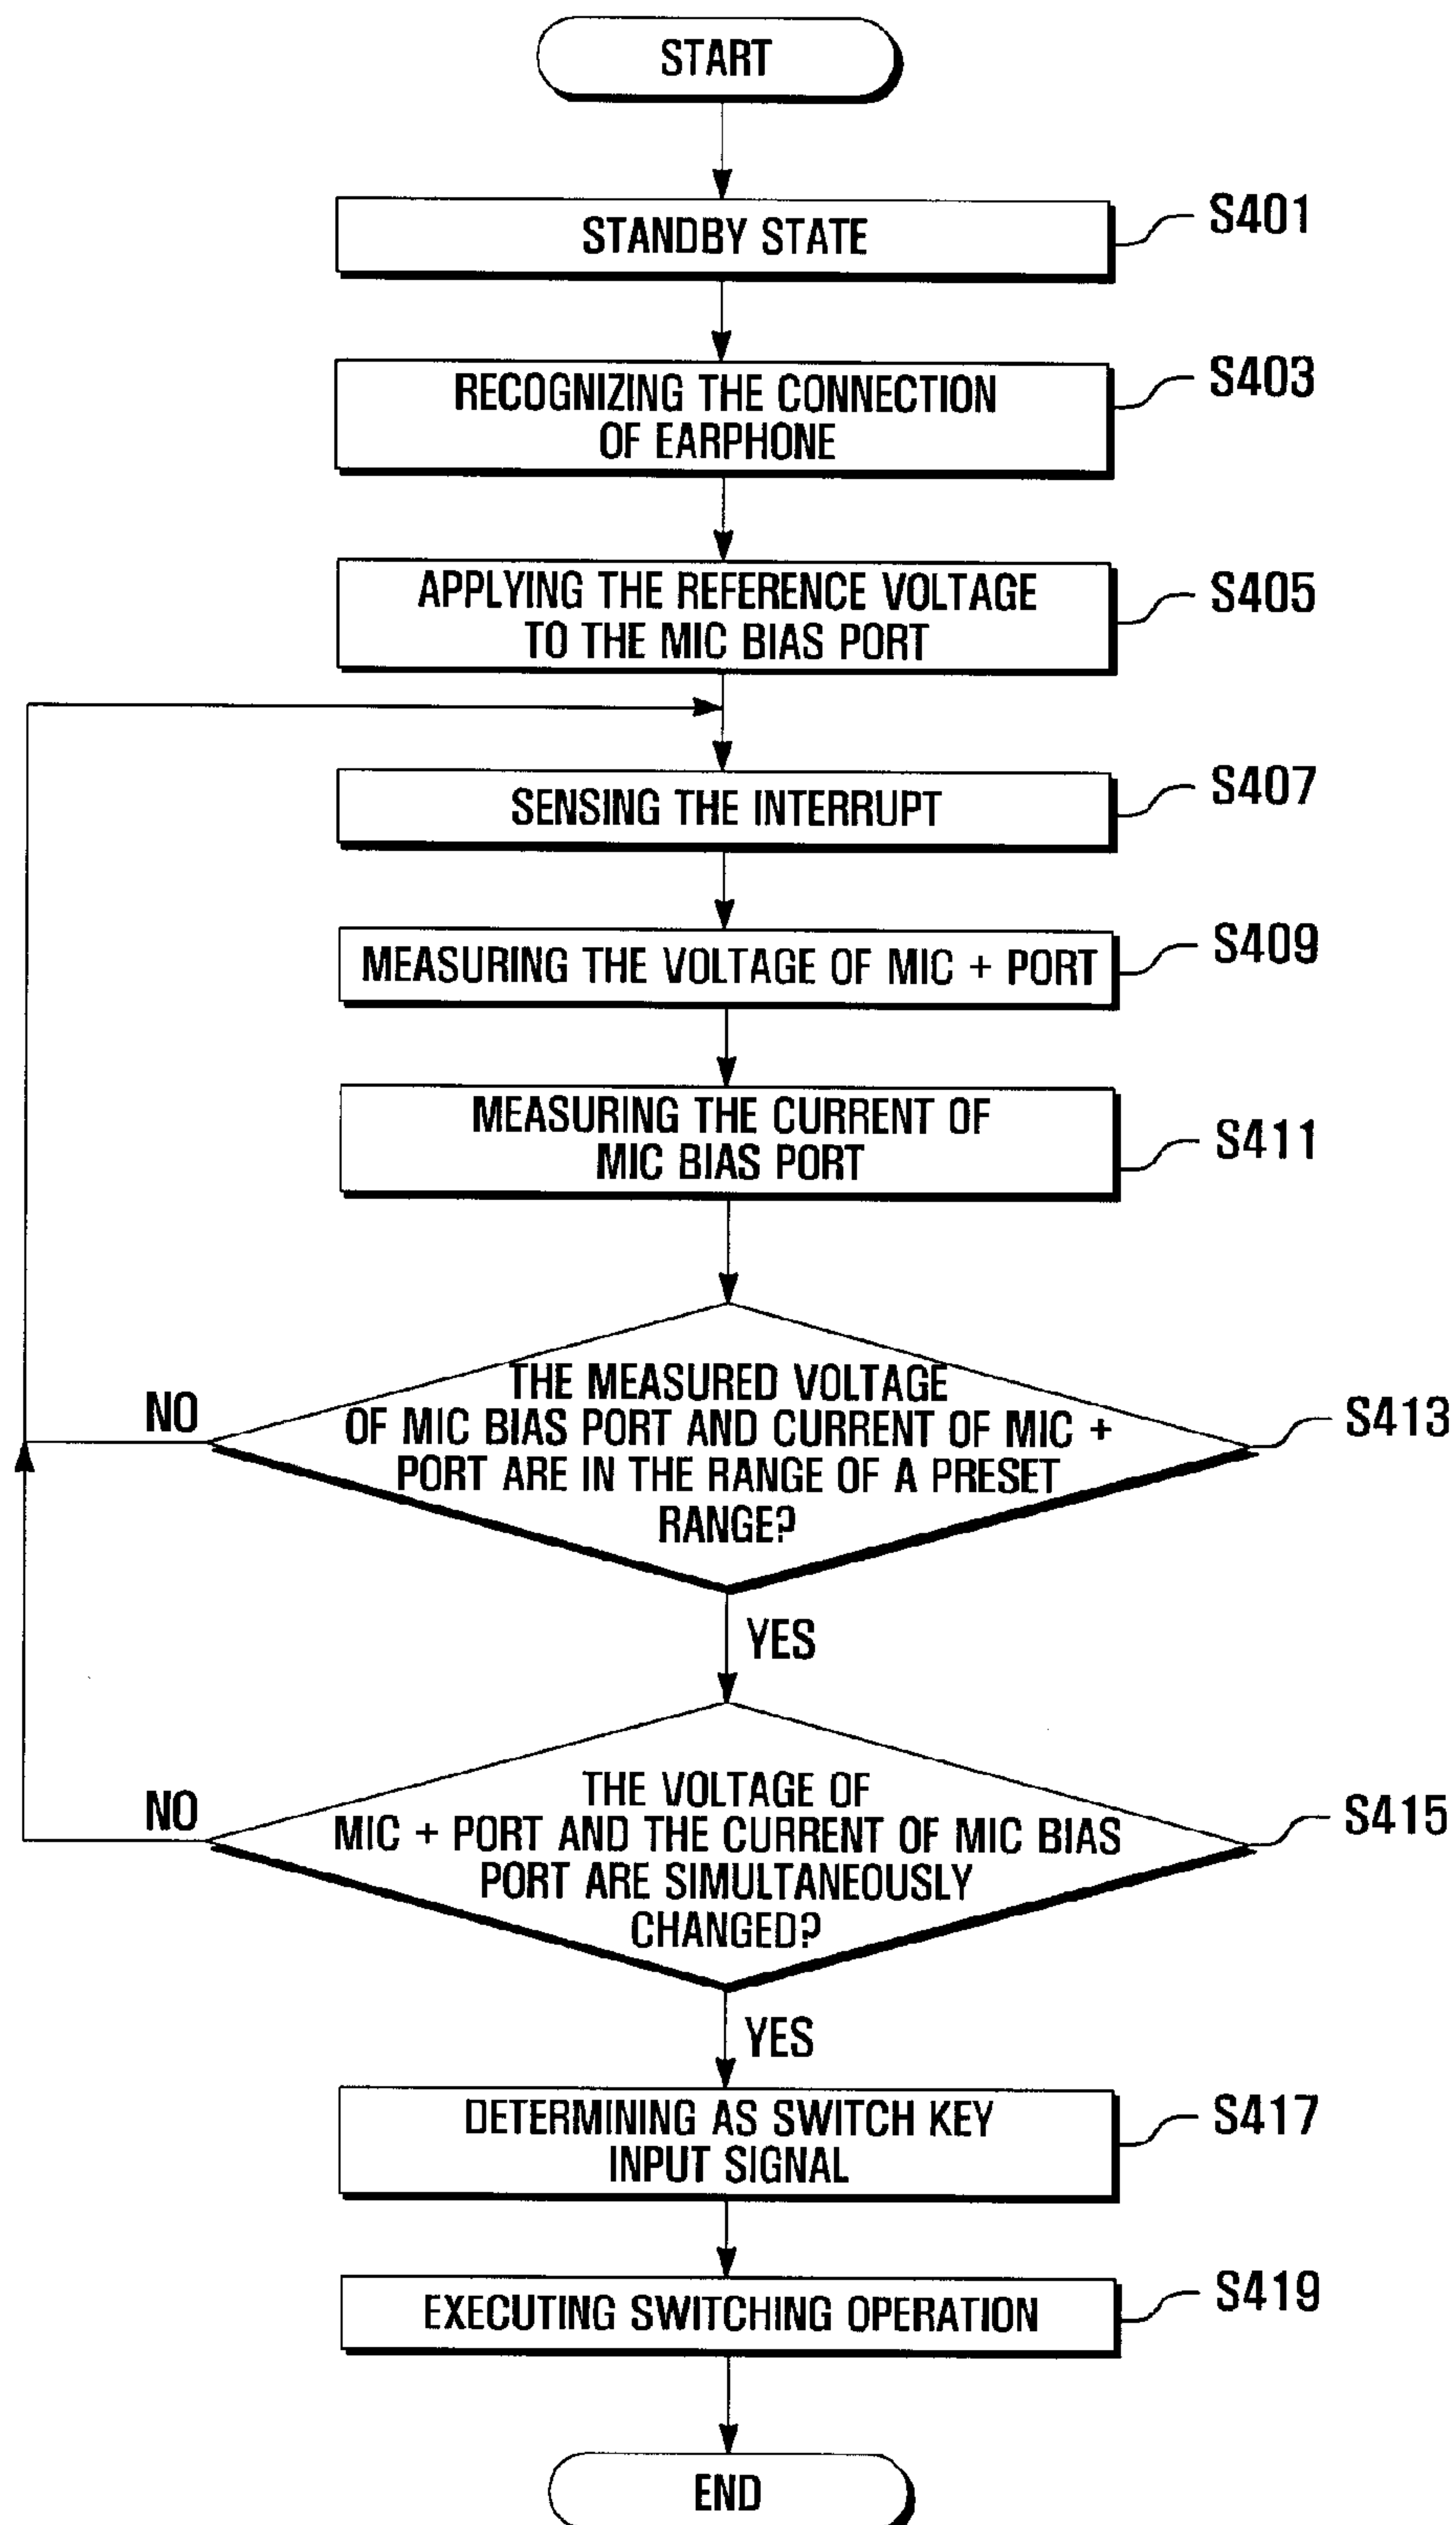 START
STANDBY STATE
S401
RECOGNIZING THE CONNECTION
OF EARPHONE
S403
APPLYING THE REFERENCE VOLTAGE
TO THE MIC BIAS PORT
S405
SENSING THE INTERRUPT
S407
MEASURING THE VOLTAGE OF MIC + PORT
S409
MEASURING THE CURRENT OF
MIC BIAS PORT
S411
THE MEASURED VOLTAGE
OF MIC BIAS PORT AND CURRENT OF MIC +
PORT ARE IN THE RANGE OF A PRESET
RANGE?
S413
NO
YES
THE VOLTAGE OF
MIC + PORT AND THE CURRENT OF MIC BIAS
PORT ARE SIMULTANEOUSLY
CHANGED?
S415
NO
YES
DETERMINING AS SWITCH KEY
INPUT SIGNAL
S417
EXECUTING SWITCHING OPERATION
S419
END